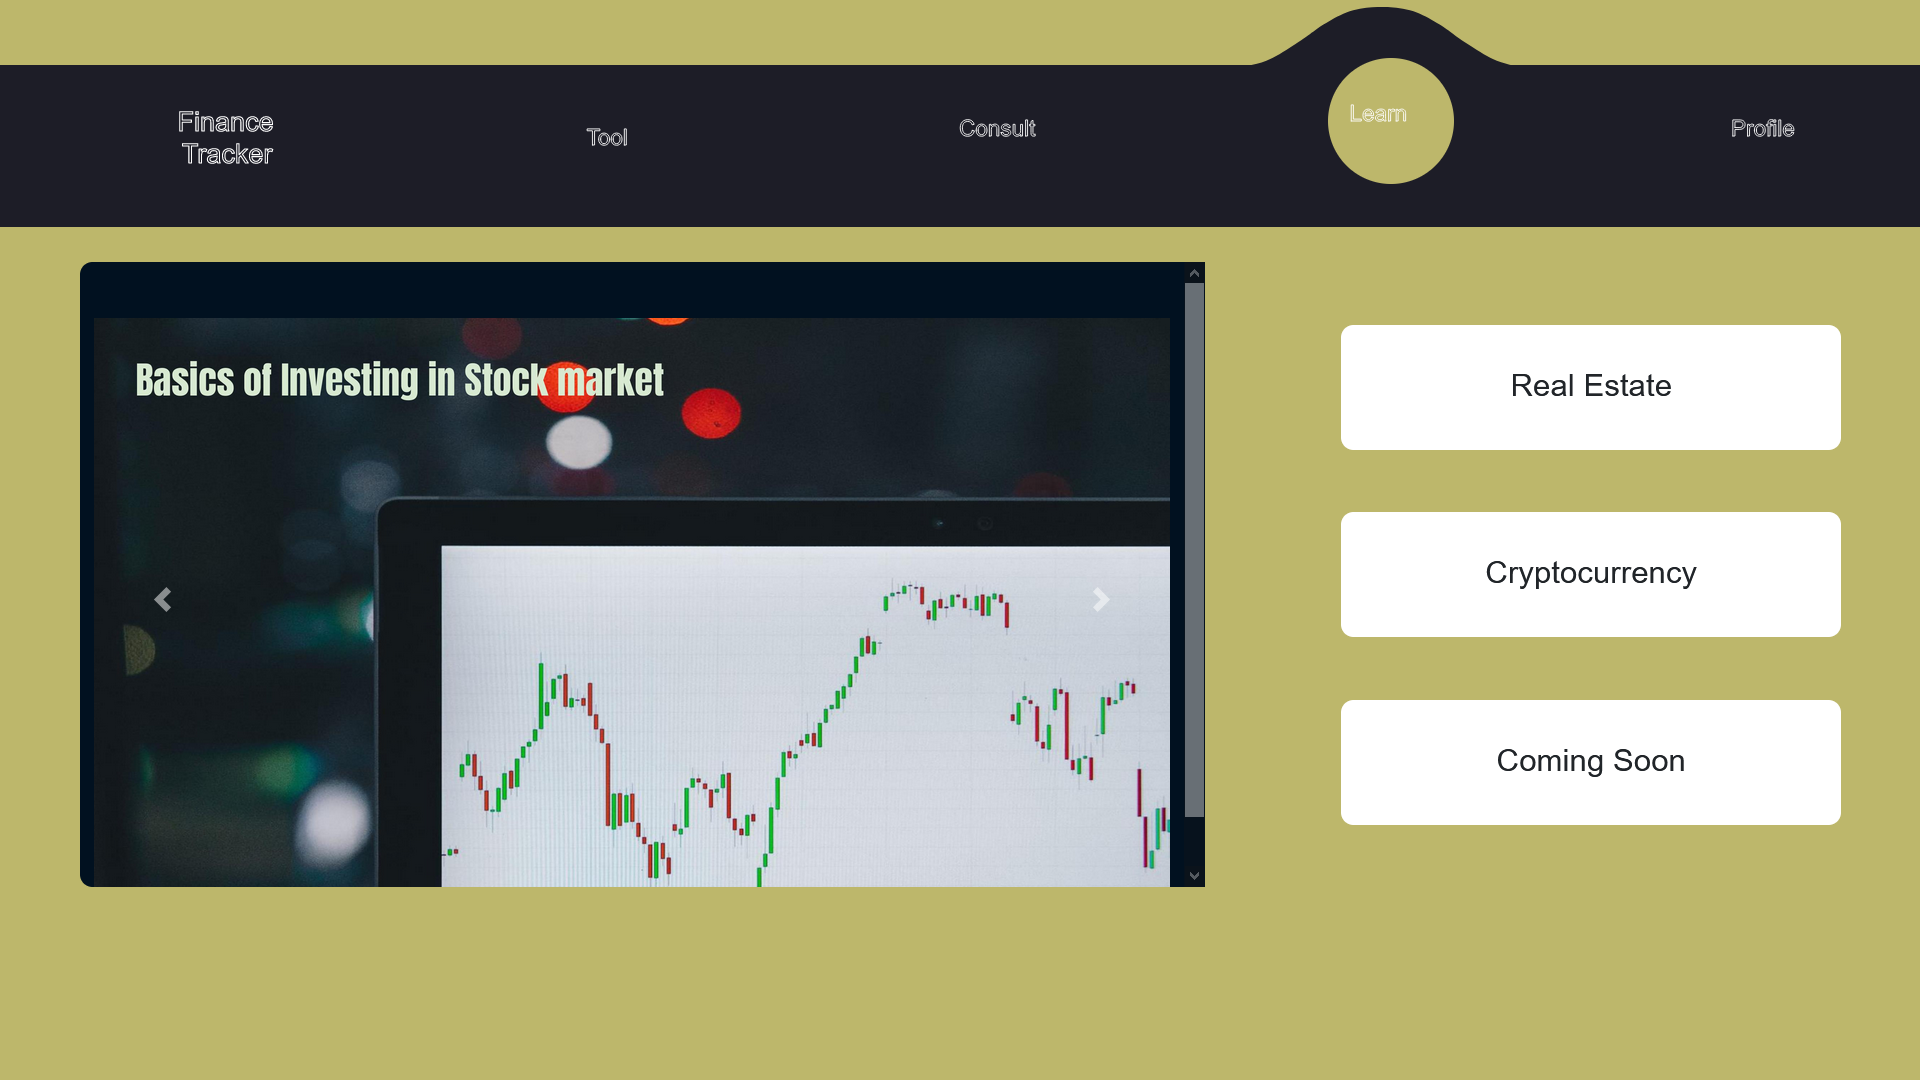 Finance
Tracker
Tool
Consult
Learn
Profile
Basics of Investing in Stock market
Real Estate
Cryptocurrency
Coming Soon